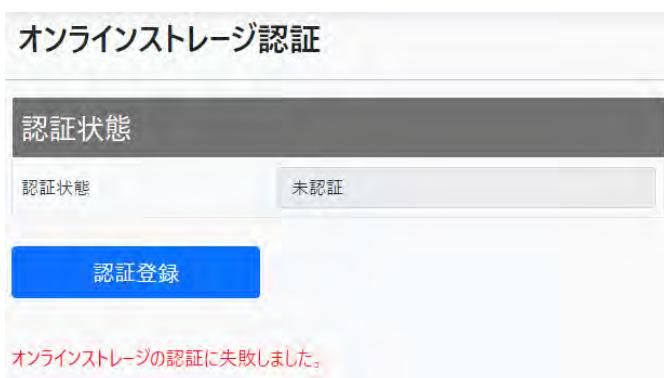 オンラインストレージ認証
認証状態
認証状態 未認証
認証登録
オンラインストレージの認証に失敗しました。